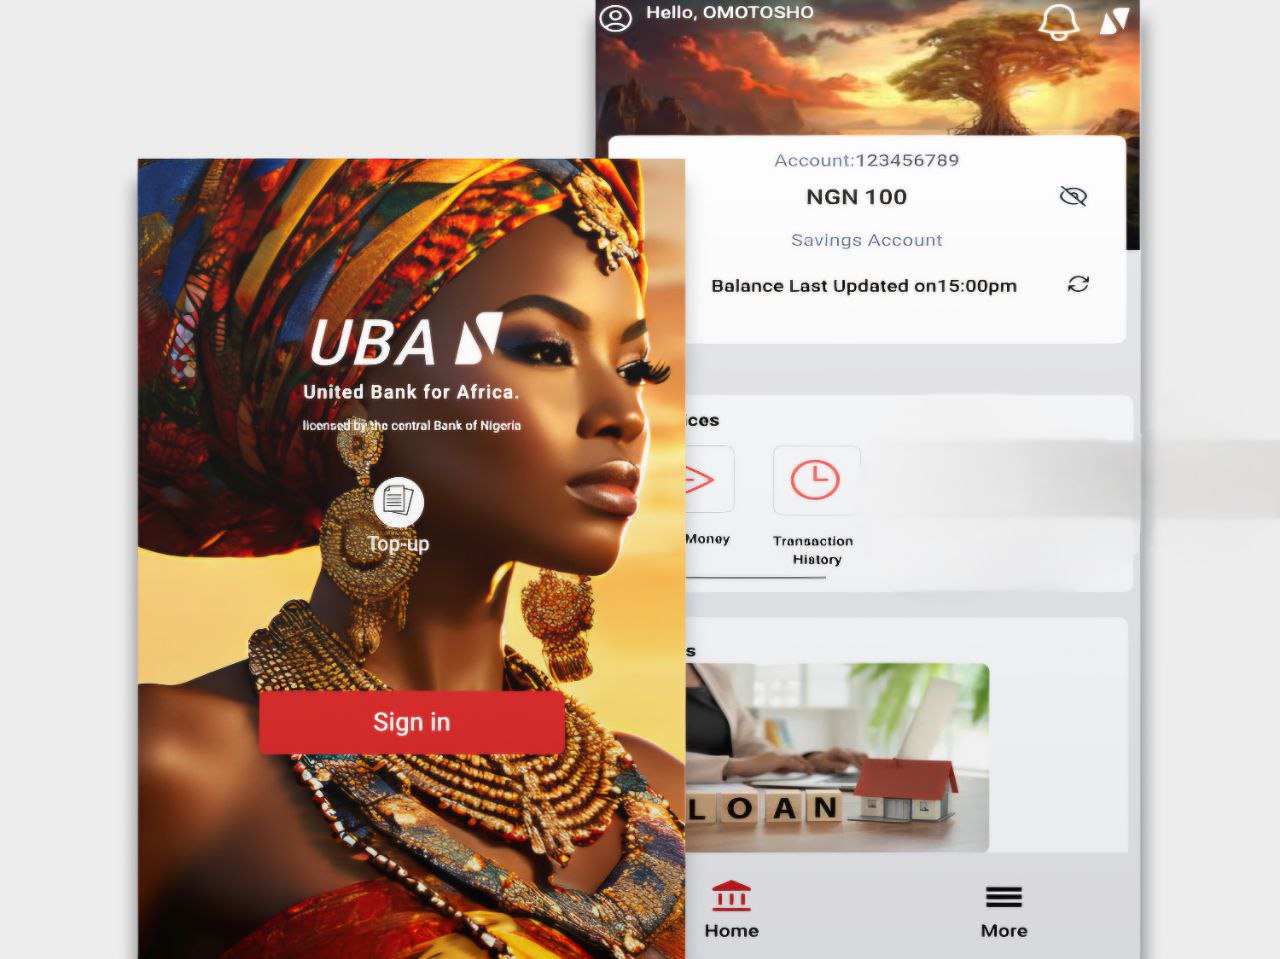 Hello, OMOTOSHO
Account:123456789
NGN 100
Savings Account
Balance Last Updated on15:00pm
UBA
United Bank for Africa.
licensed by the central Bank of Nigeria
Top-up
Sign in
ices
Money
Transaction
History
s
LOAN
Home
More